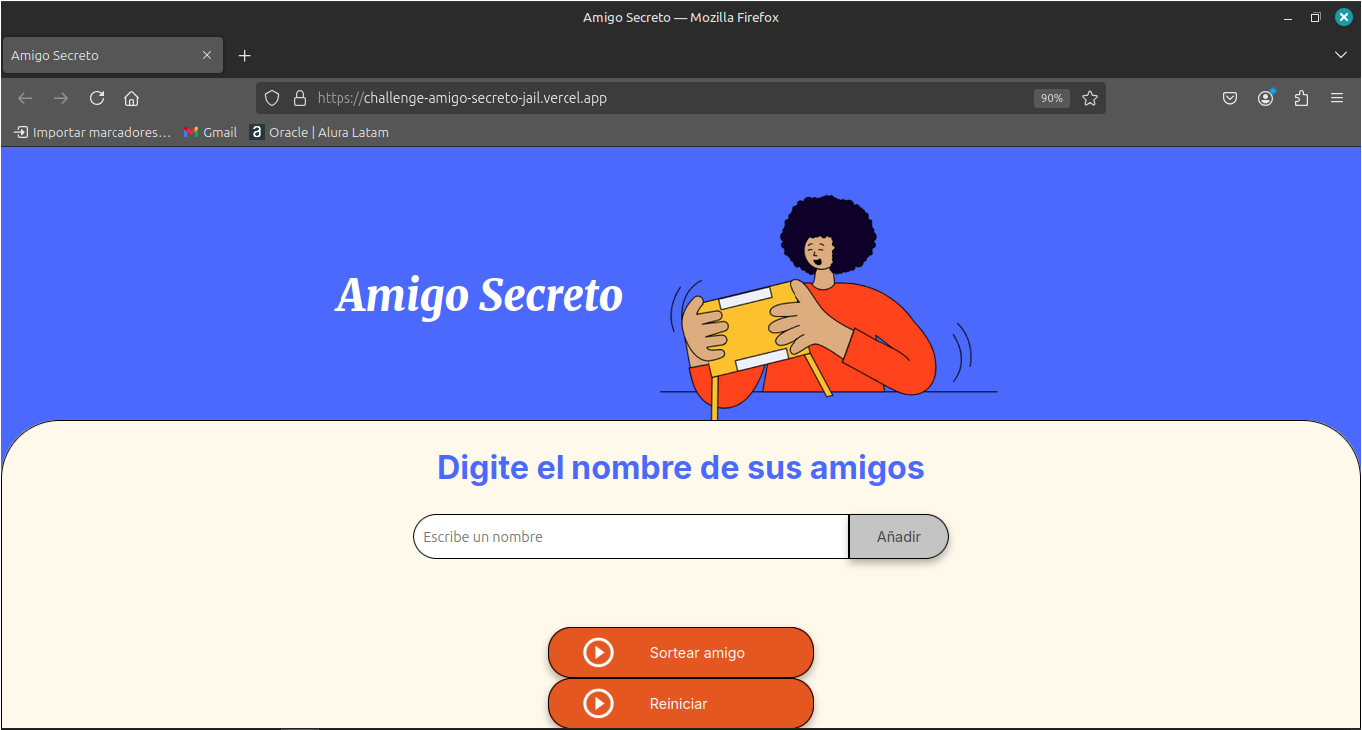 Amigo Secreto — Mozilla Firefox
Amigo Secreto
https://challenge-amigo-secreto-jail.vercel.app
90%
Importar marcadores…
Gmail
a Oracle | Alura Latam
Amigo Secreto
Digite el nombre de sus amigos
Escribe un nombre
Añadir
Sortear amigo
Reiniciar